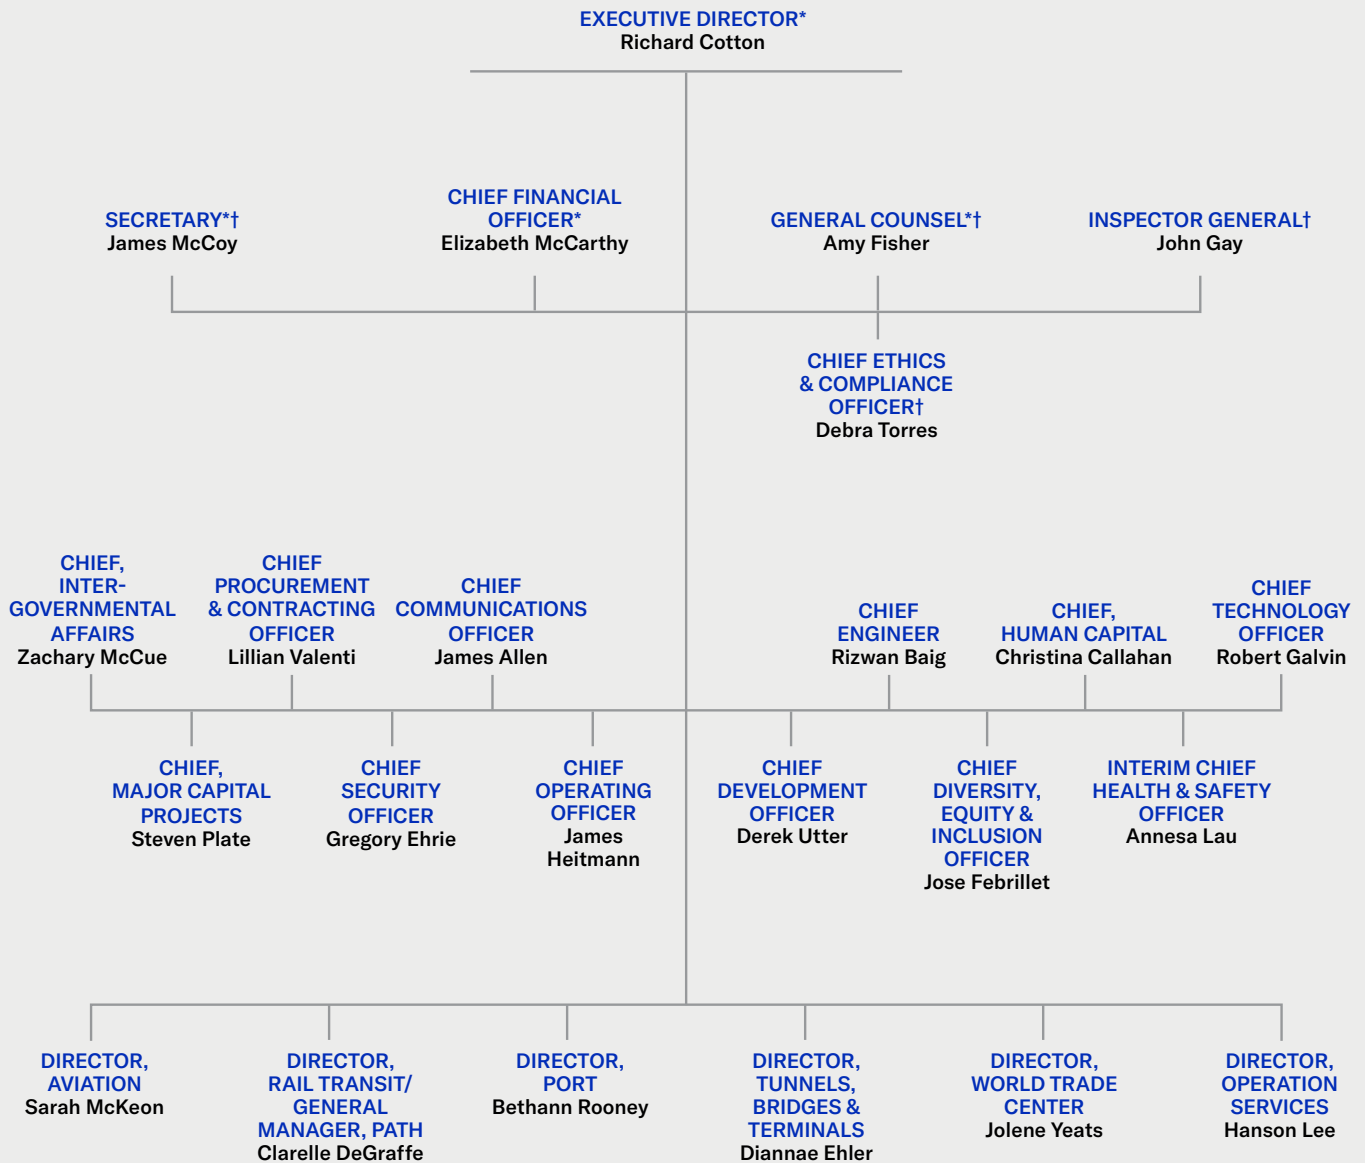 EXECUTIVE DIRECTOR*
Richard Cotton
SECRETARY*†
James McCoy
CHIEF FINANCIAL
OFFICER*
Elizabeth McCarthy
GENERAL COUNSEL*†
Amy Fisher
INSPECTOR GENERAL†
John Gay
CHIEF ETHICS
& COMPLIANCE
OFFICER†
Debra Torres
CHIEF,
INTER-
GOVERNMENTAL
AFFAIRS
Zachary McCue
CHIEF
PROCUREMENT
& CONTRACTING
OFFICER
Lillian Valenti
CHIEF
COMMUNICATIONS
OFFICER
James Allen
CHIEF
ENGINEER
Rizwan Baig
CHIEF,
HUMAN CAPITAL
Christina Callahan
CHIEF
TECHNOLOGY
OFFICER
Robert Galvin
CHIEF,
MAJOR CAPITAL
PROJECTS
Steven Plate
CHIEF
SECURITY
OFFICER
Gregory Ehrie
CHIEF
OPERATING
OFFICER
James
Heitmann
CHIEF
DEVELOPMENT
OFFICER
Derek Utter
CHIEF
DIVERSITY,
EQUITY &
INCLUSION
OFFICER
Jose Febrillet
INTERIM CHIEF
HEALTH & SAFETY
OFFICER
Annesa Lau
DIRECTOR,
AVIATION
Sarah McKeon
DIRECTOR,
RAIL TRANSIT/
GENERAL
MANAGER, PATH
Clarelle DeGraffe
DIRECTOR,
PORT
Bethann Rooney
DIRECTOR,
TUNNELS,
BRIDGES &
TERMINALS
Diannae Ehler
DIRECTOR,
WORLD TRADE
CENTER
Jolene Yeats
DIRECTOR,
OPERATION
SERVICES
Hanson Lee